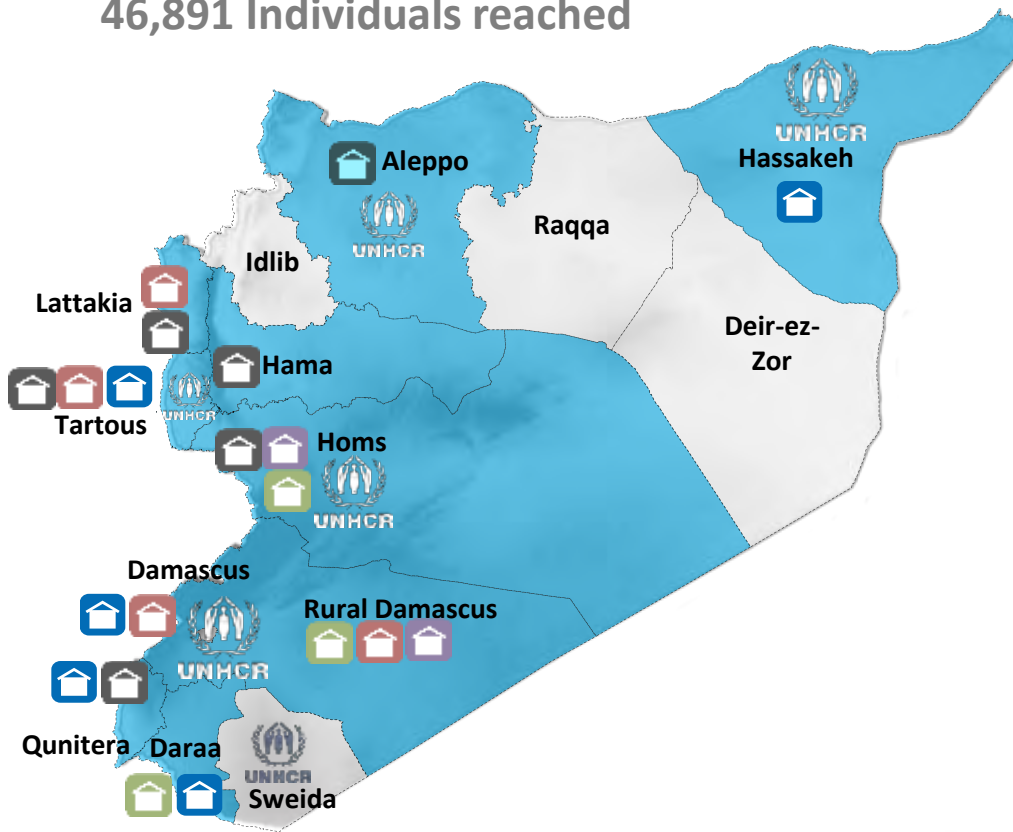 46,891 Individuals reached
UNHCR
Hassakeh
Aleppo
UNHCR
Raqqa
Idlib
Lattakia
Deir-ez-
Zor
Hama
UNHCR
Tartous
Homs
UNHCR
Damascus
Rural Damascus
UNHCR
Qunitera
Daraa
UNHCR
Sweida